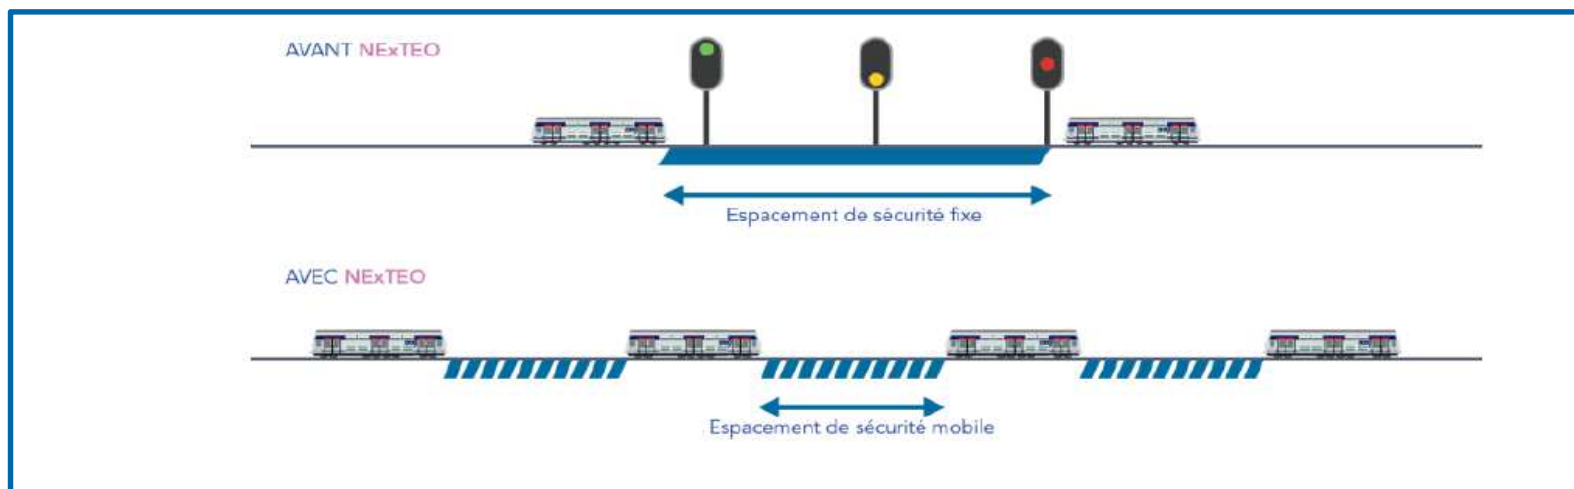 AVANT NExTEO
Espacement de sécurité fixe
AVEC NExTEO
Espacement de sécurité mobile